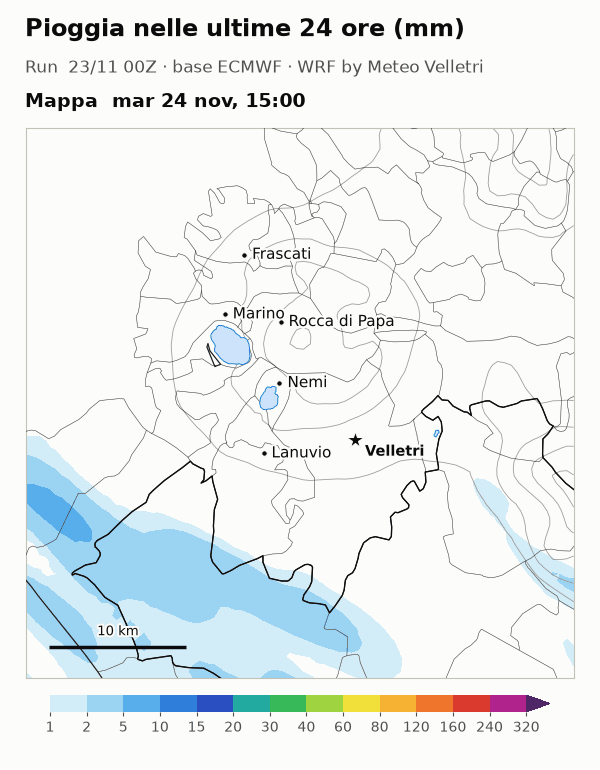 Pioggia nelle ultime 24 ore (mm)
Run  23/11 00Z · base ECMWF · WRF by Meteo Velletri
Mappa  mar 24 nov, 15:00
Frascati
Marino
Rocca di Papa
Nemi
Velletri
Lanuvio
10 km
1 2 5 10 15 20 30 40 60 80 120 160 240 320